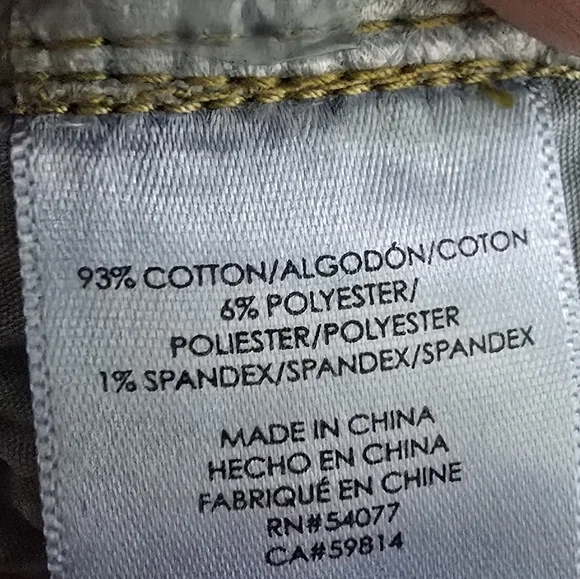 93% COTTON/ALGODÓN/COTON
6% POLYESTER/
POLIESTER/POLYESTER
1% SPANDEX/SPANDEX/SPANDEX
MADE IN CHINA
HECHO EN CHINA
FABRIQUÉ EN CHINE
RN#54077
CA#59814